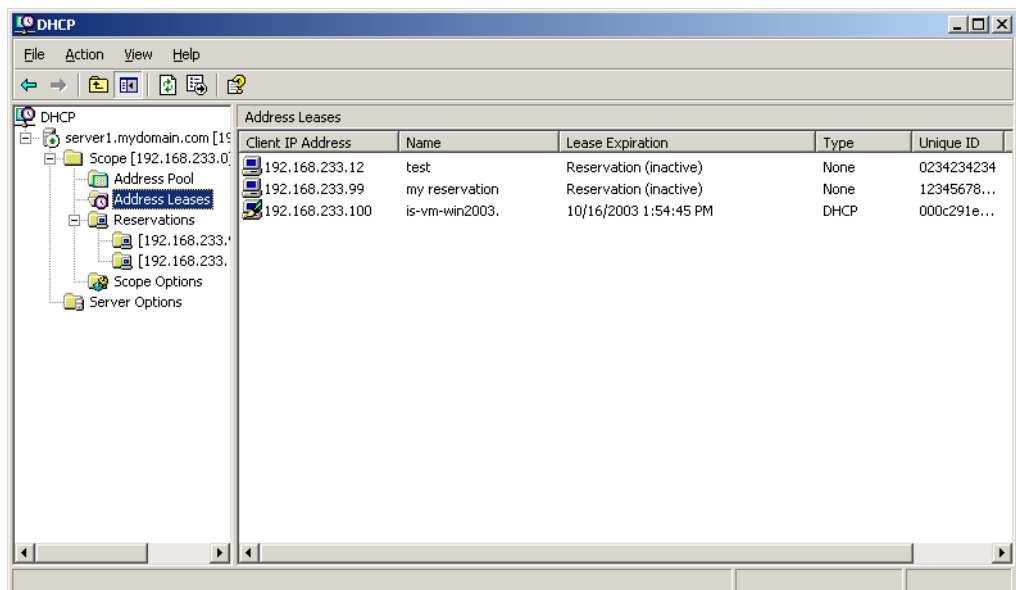 DHCP
File Action View Help
DHCP
server1.mydomain.com [19
Scope [192.168.233.0]
Address Pool
Address Leases
Reservations
[192.168.233.9
[192.168.233.
Scope Options
Server Options
Address Leases
Client IP Address Name Lease Expiration Type Unique ID
192.168.233.12 test Reservation (inactive) None 0234234234
192.168.233.99 my reservation Reservation (inactive) None 12345678...
192.168.233.100 is-vm-win2003. 10/16/2003 1:54:45 PM DHCP 000c291e...